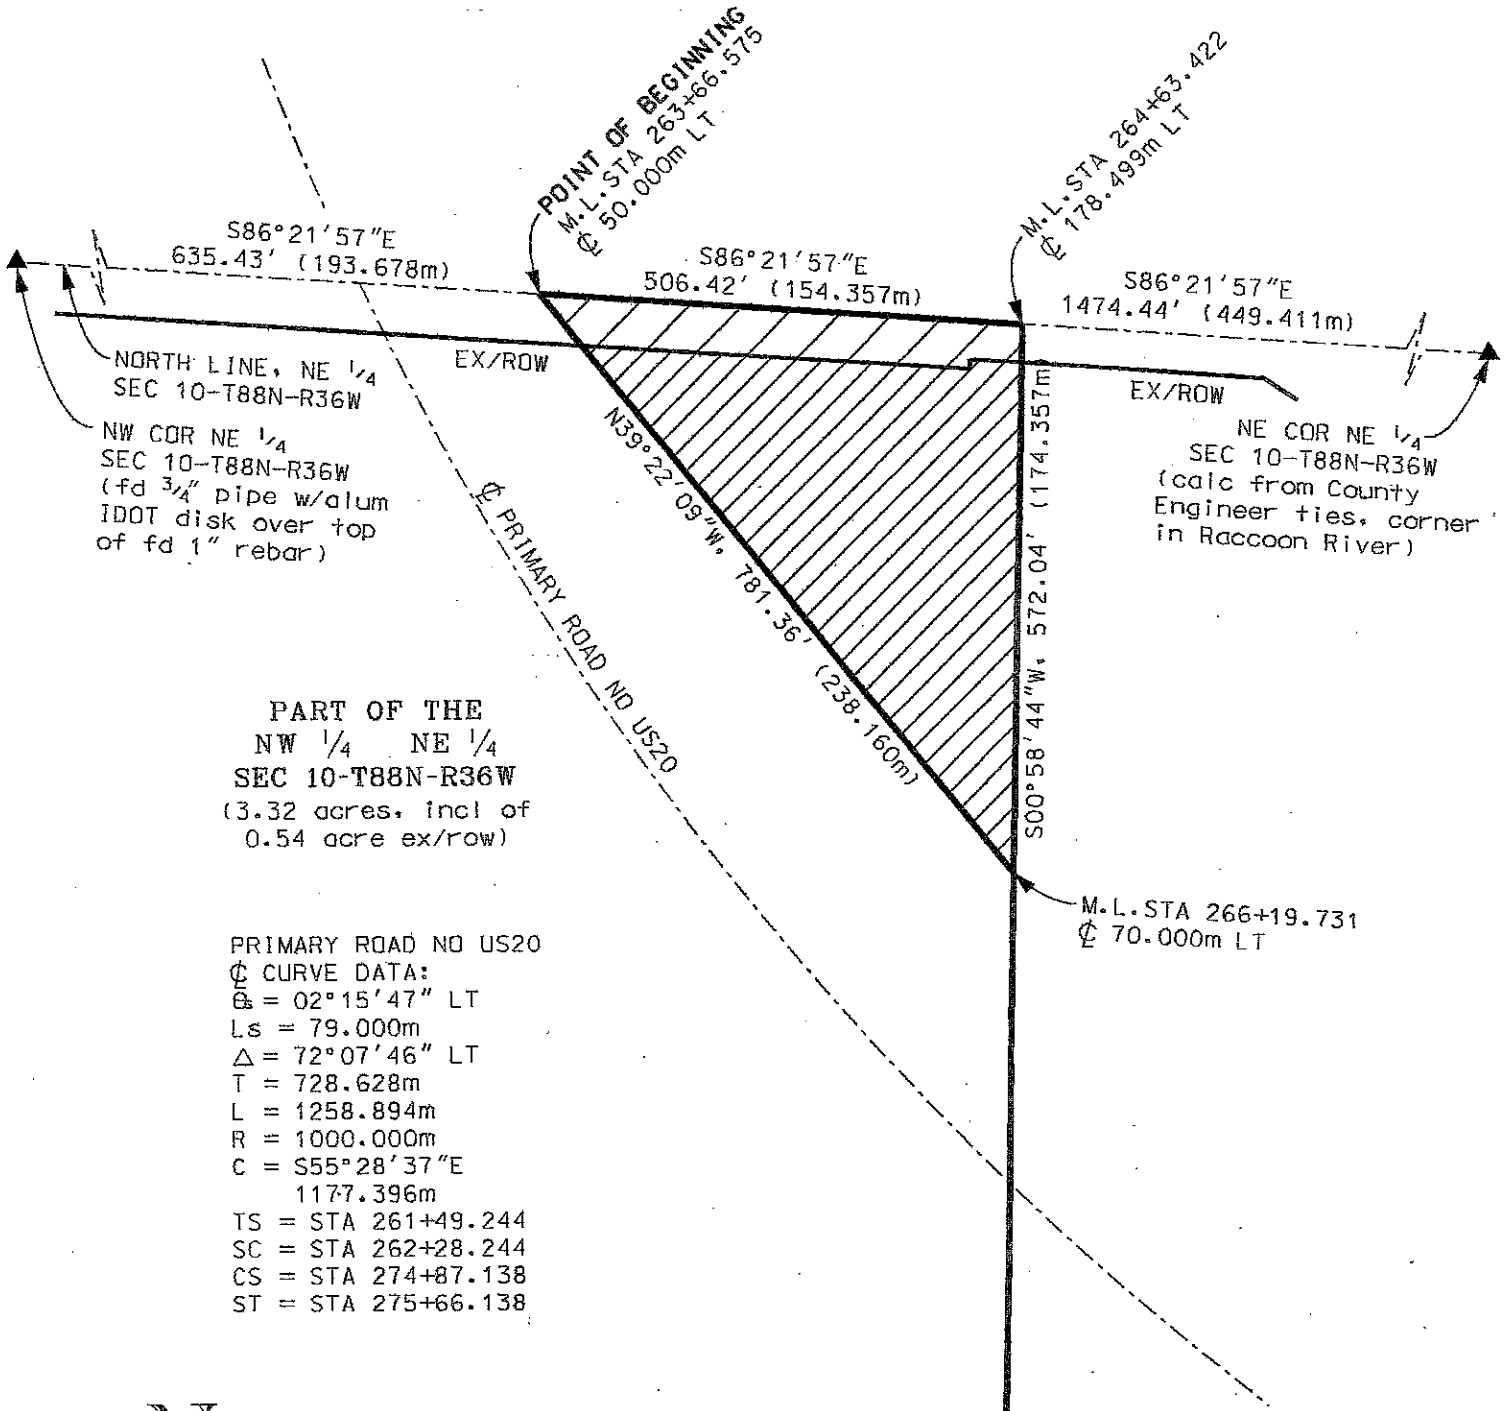 POINT OF BEGINNING
M.L.STA 263+66.575
℄ 50.000m LT
M.L.STA 264+63.422
℄ 178.499m LT
S86°21'57"E
635.43' (193.678m)
S86°21'57"E
506.42' (154.357m)
S86°21'57"E
1474.44' (449.411m)
NORTH LINE, NE 1/4
SEC 10-T88N-R36W
EX/ROW
EX/ROW
NW COR NE 1/4
SEC 10-T88N-R36W
(fd 3/4" pipe w/alum
IDOT disk over top
of fd 1" rebar)
NE COR NE 1/4
SEC 10-T88N-R36W
(calc from County
Engineer ties, corner
in Raccoon River)
N39°22'09"W, 781.36' (238.160m)
S00°58'44"W, 572.04' (174.357m)
℄ PRIMARY ROAD NO US20
PART OF THE
NW 1/4 NE 1/4
SEC 10-T88N-R36W
(3.32 acres, incl of
0.54 acre ex/row)
M.L.STA 266+19.731
℄ 70.000m LT
PRIMARY ROAD NO US20
℄ CURVE DATA:
θs = 02°15'47" LT
Ls = 79.000m
△ = 72°07'46" LT
T = 728.628m
L = 1258.894m
R = 1000.000m
C = S55°28'37"E
1177.396m
TS = STA 261+49.244
SC = STA 262+28.244
CS = STA 274+87.138
ST = STA 275+66.138